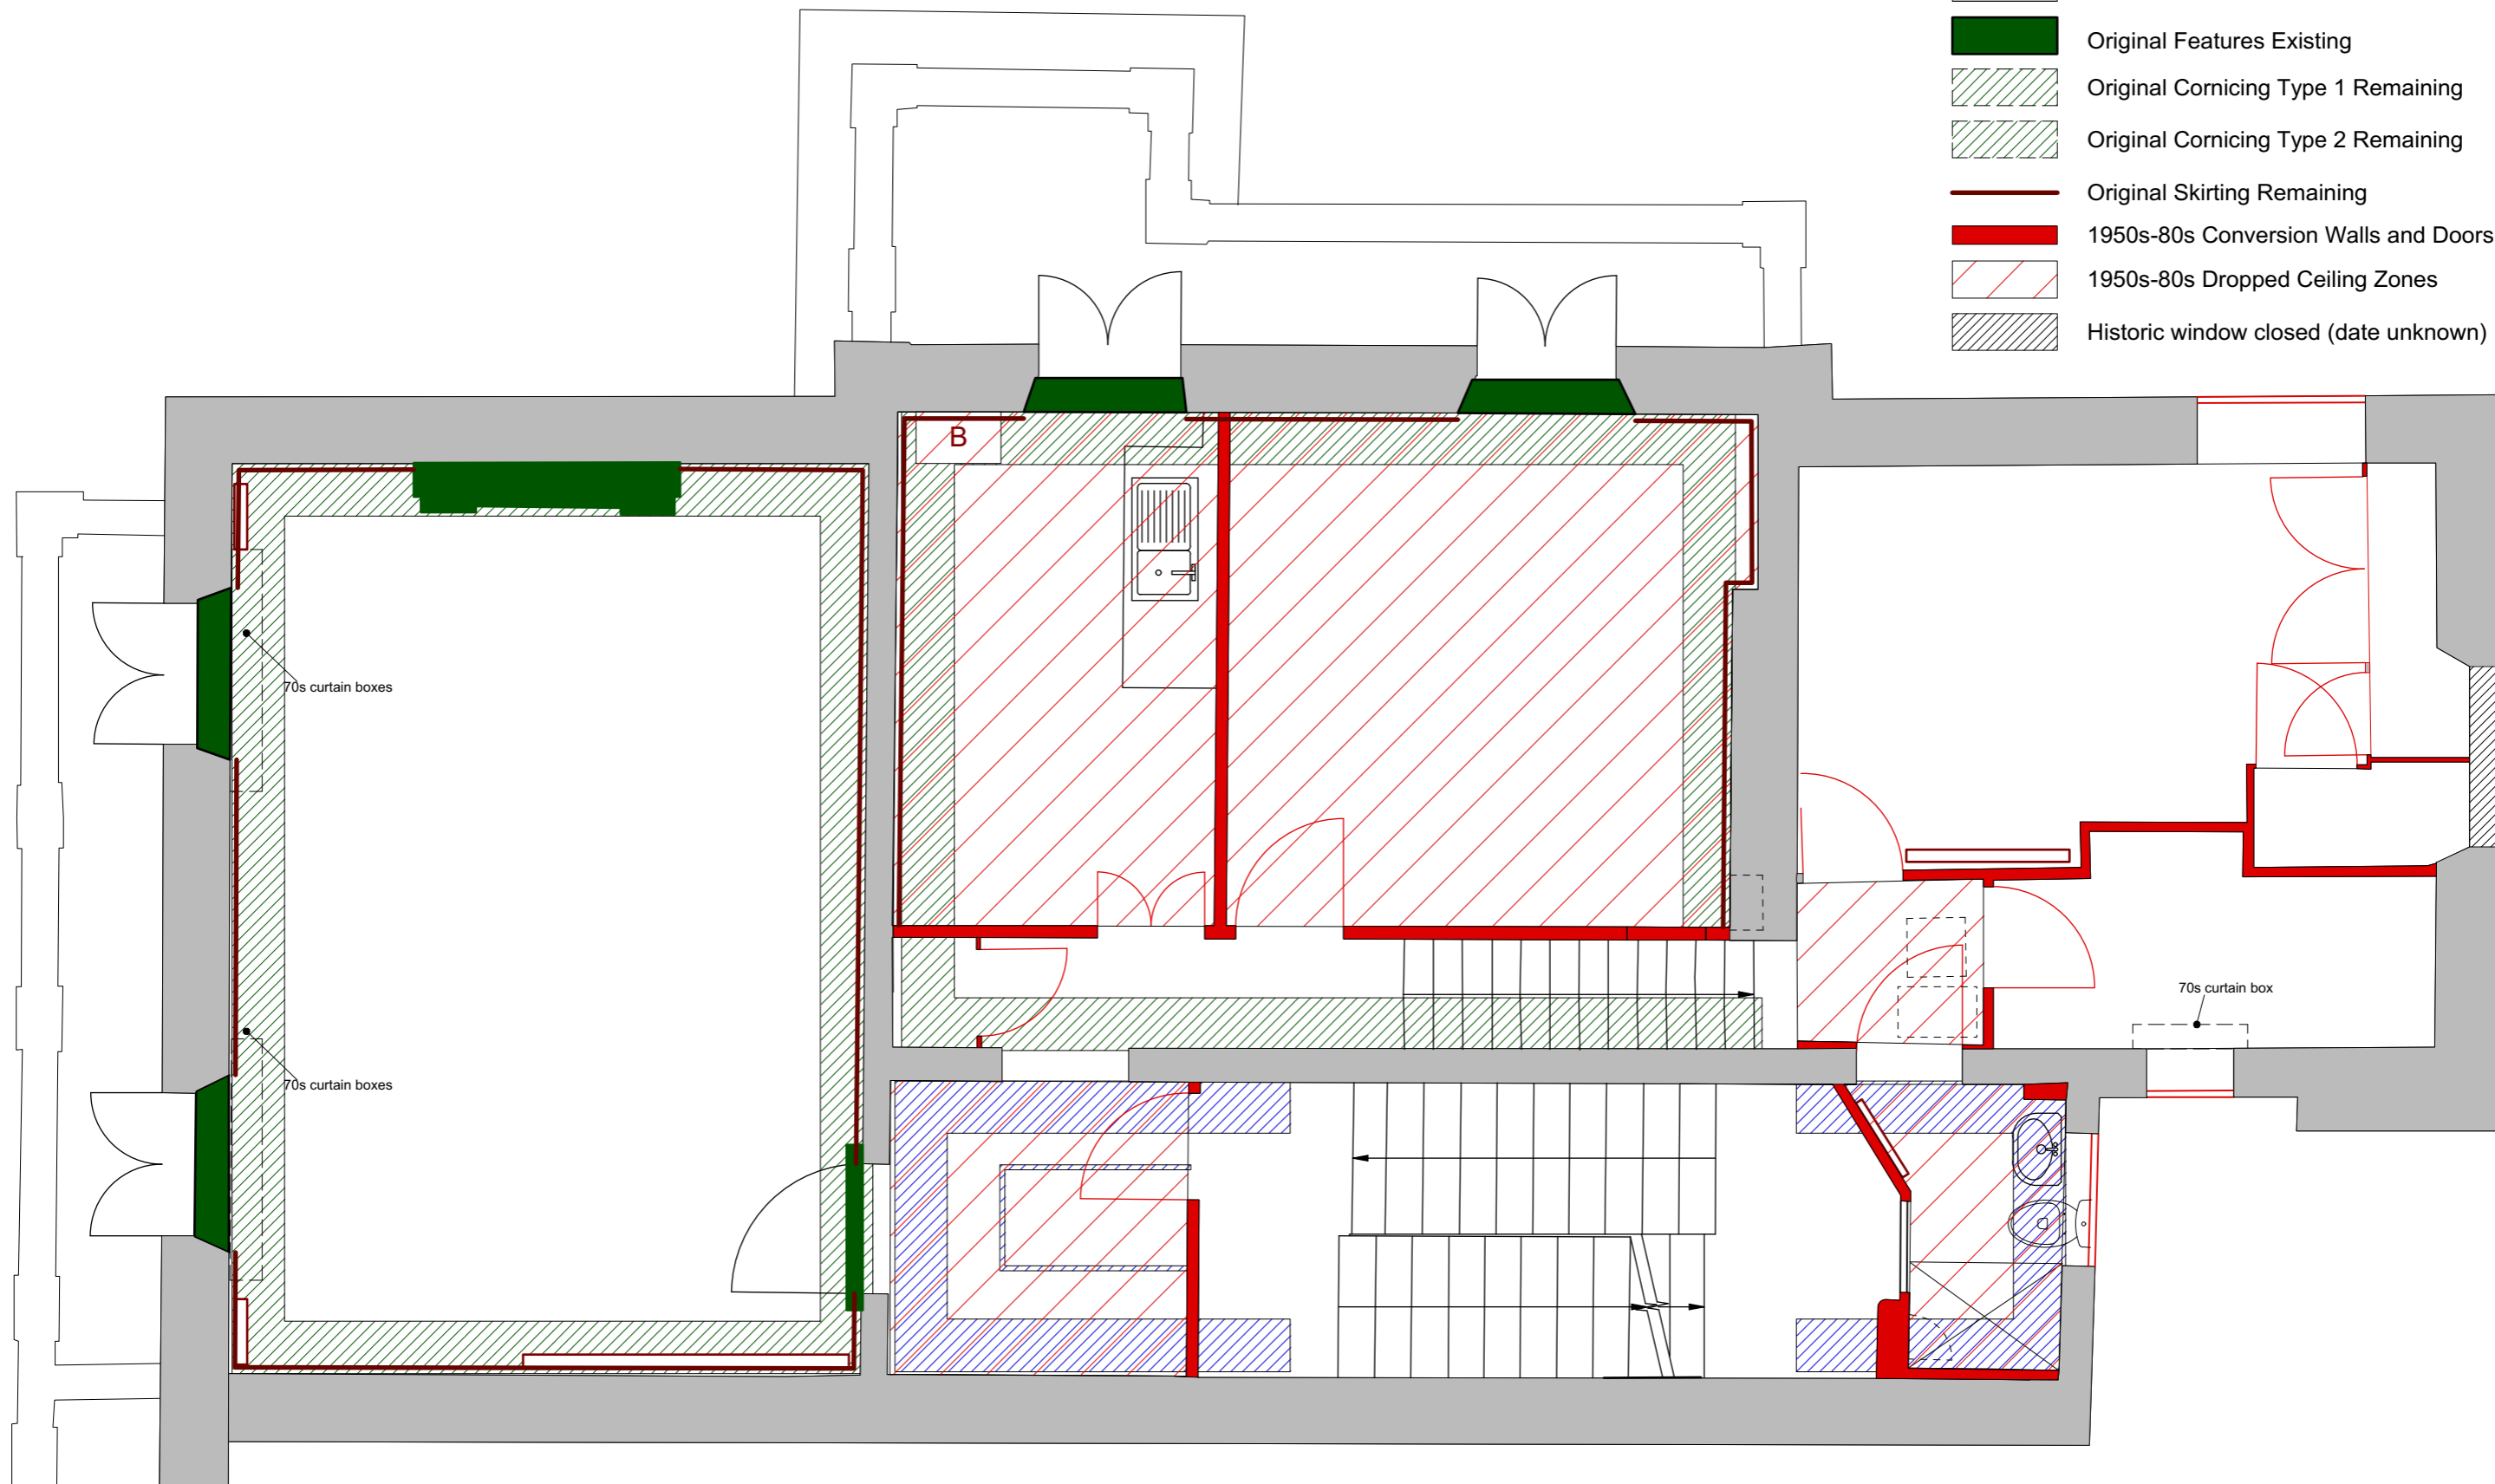 Original Features Existing
Original Cornicing Type 1 Remaining
Original Cornicing Type 2 Remaining
Original Skirting Remaining
1950s-80s Conversion Walls and Doors
1950s-80s Dropped Ceiling Zones
Historic window closed (date unknown)
B
70s curtain boxes
70s curtain box
70s curtain boxes